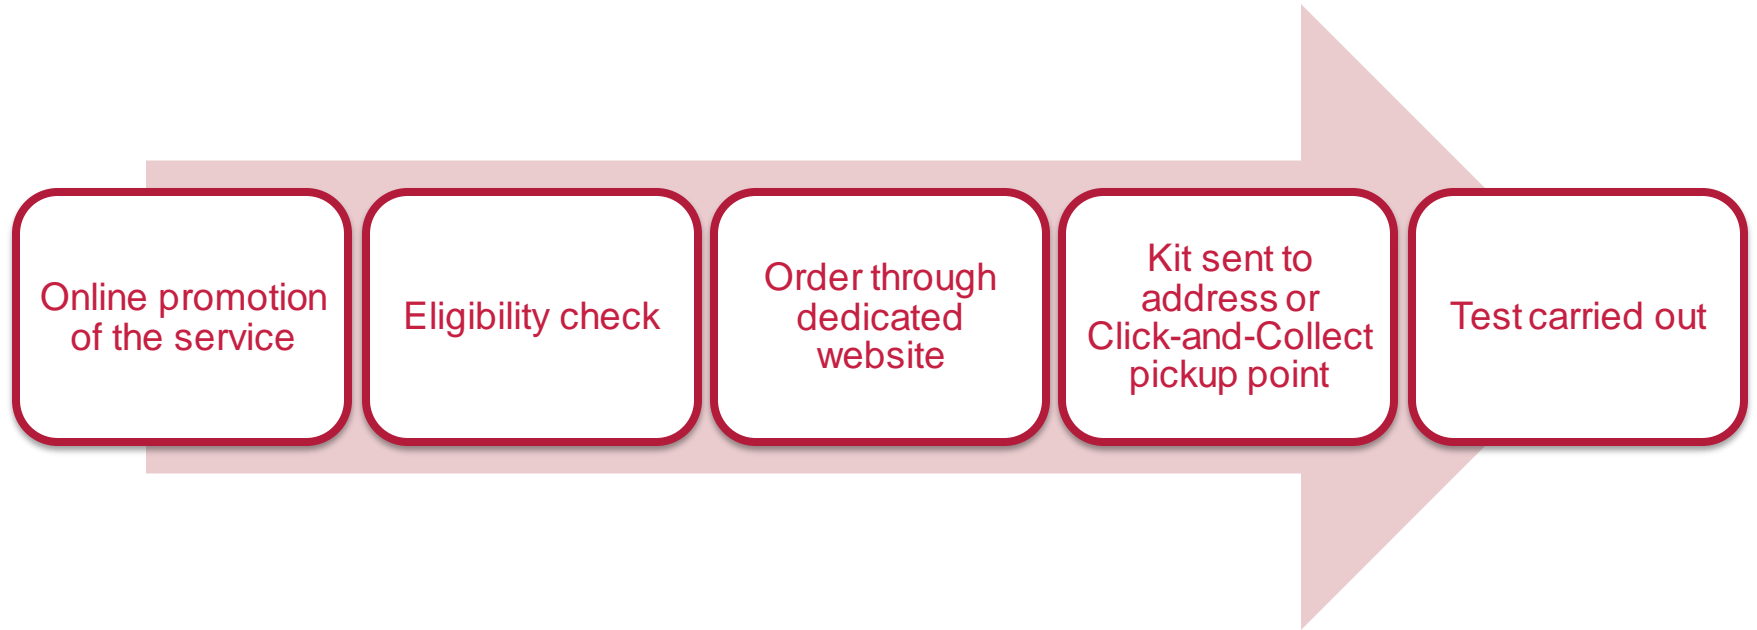 Online promotion
of the service
Eligibility check
Order through
dedicated
website
Kit sent to
address or
Click-and-Collect
pickup point
Test carried out